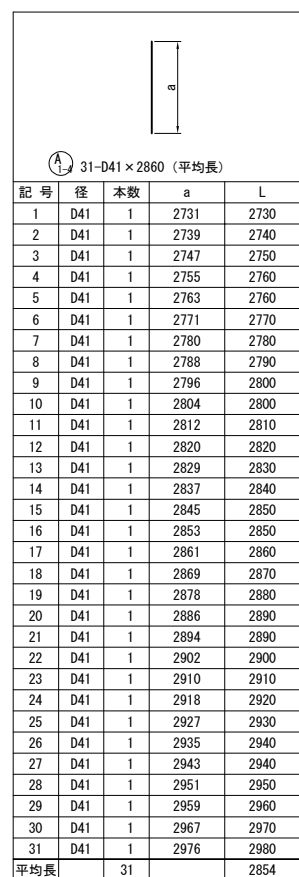 a
A 1-4 31-D41×2860 (平均長)
記 号 径 本数 a L
1 D41 1 2731 2730
2 D41 1 2739 2740
3 D41 1 2747 2750
4 D41 1 2755 2760
5 D41 1 2763 2760
6 D41 1 2771 2770
7 D41 1 2780 2780
8 D41 1 2788 2790
9 D41 1 2796 2800
10 D41 1 2804 2800
11 D41 1 2812 2810
12 D41 1 2820 2820
13 D41 1 2829 2830
14 D41 1 2837 2840
15 D41 1 2845 2850
16 D41 1 2853 2850
17 D41 1 2861 2860
18 D41 1 2869 2870
19 D41 1 2878 2880
20 D41 1 2886 2890
21 D41 1 2894 2890
22 D41 1 2902 2900
23 D41 1 2910 2910
24 D41 1 2918 2920
25 D41 1 2927 2930
26 D41 1 2935 2940
27 D41 1 2943 2940
28 D41 1 2951 2950
29 D41 1 2959 2960
30 D41 1 2967 2970
31 D41 1 2976 2980
平均長 31 2854